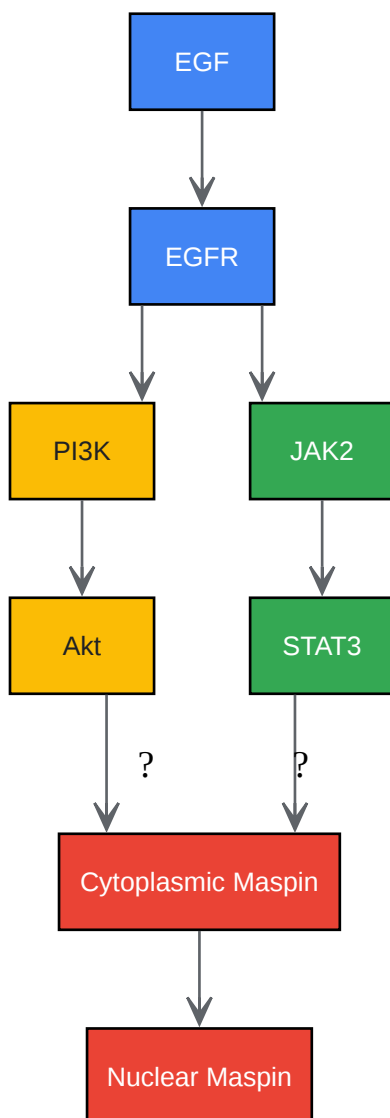 EGF
EGFR
PI3K
JAK2
Akt
STAT3
?
?
Cytoplasmic Maspin
Nuclear Maspin